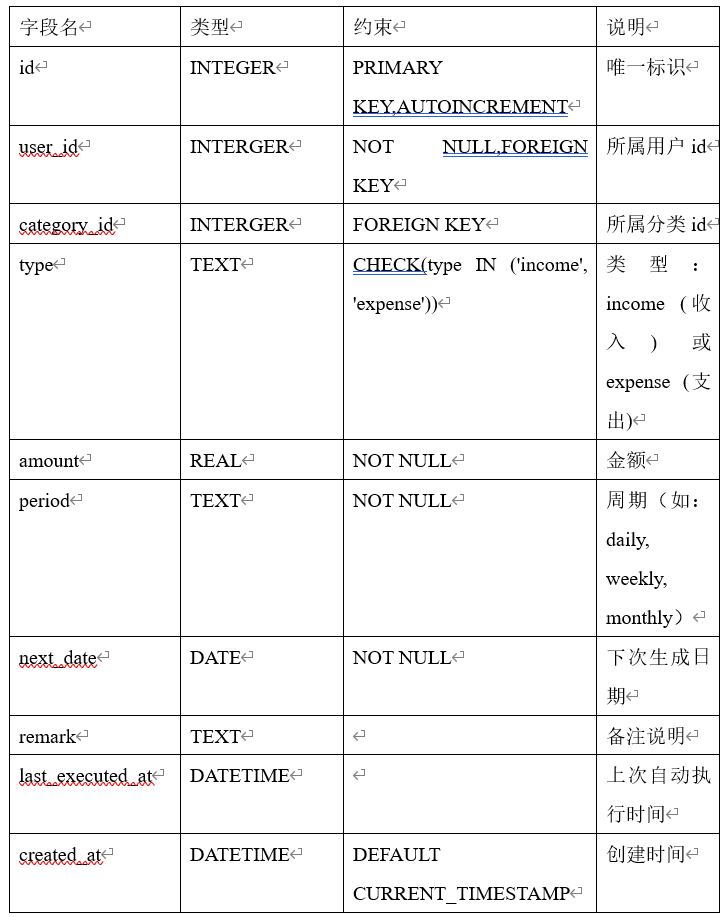 字段名 类型 约束 说明
id INTEGER PRIMARY 唯一标识
KEY,AUTOINCREMENT
user_id INTERGER NOT NULL,FOREIGN 所属用户 id
KEY
category_id INTERGER FOREIGN KEY 所属分类 id
type TEXT CHECK(type IN ('income', 类型：
'expense')) income (收
入) 或
expense (支
出)
amount REAL NOT NULL 金额
period TEXT NOT NULL 周期（如：
daily,
weekly,
monthly）
next_date DATE NOT NULL 下次生成日
期
remark TEXT 备注说明
last_executed_at DATETIME 上次自动执
行时间
created_at DATETIME DEFAULT 创建时间
CURRENT_TIMESTAMP